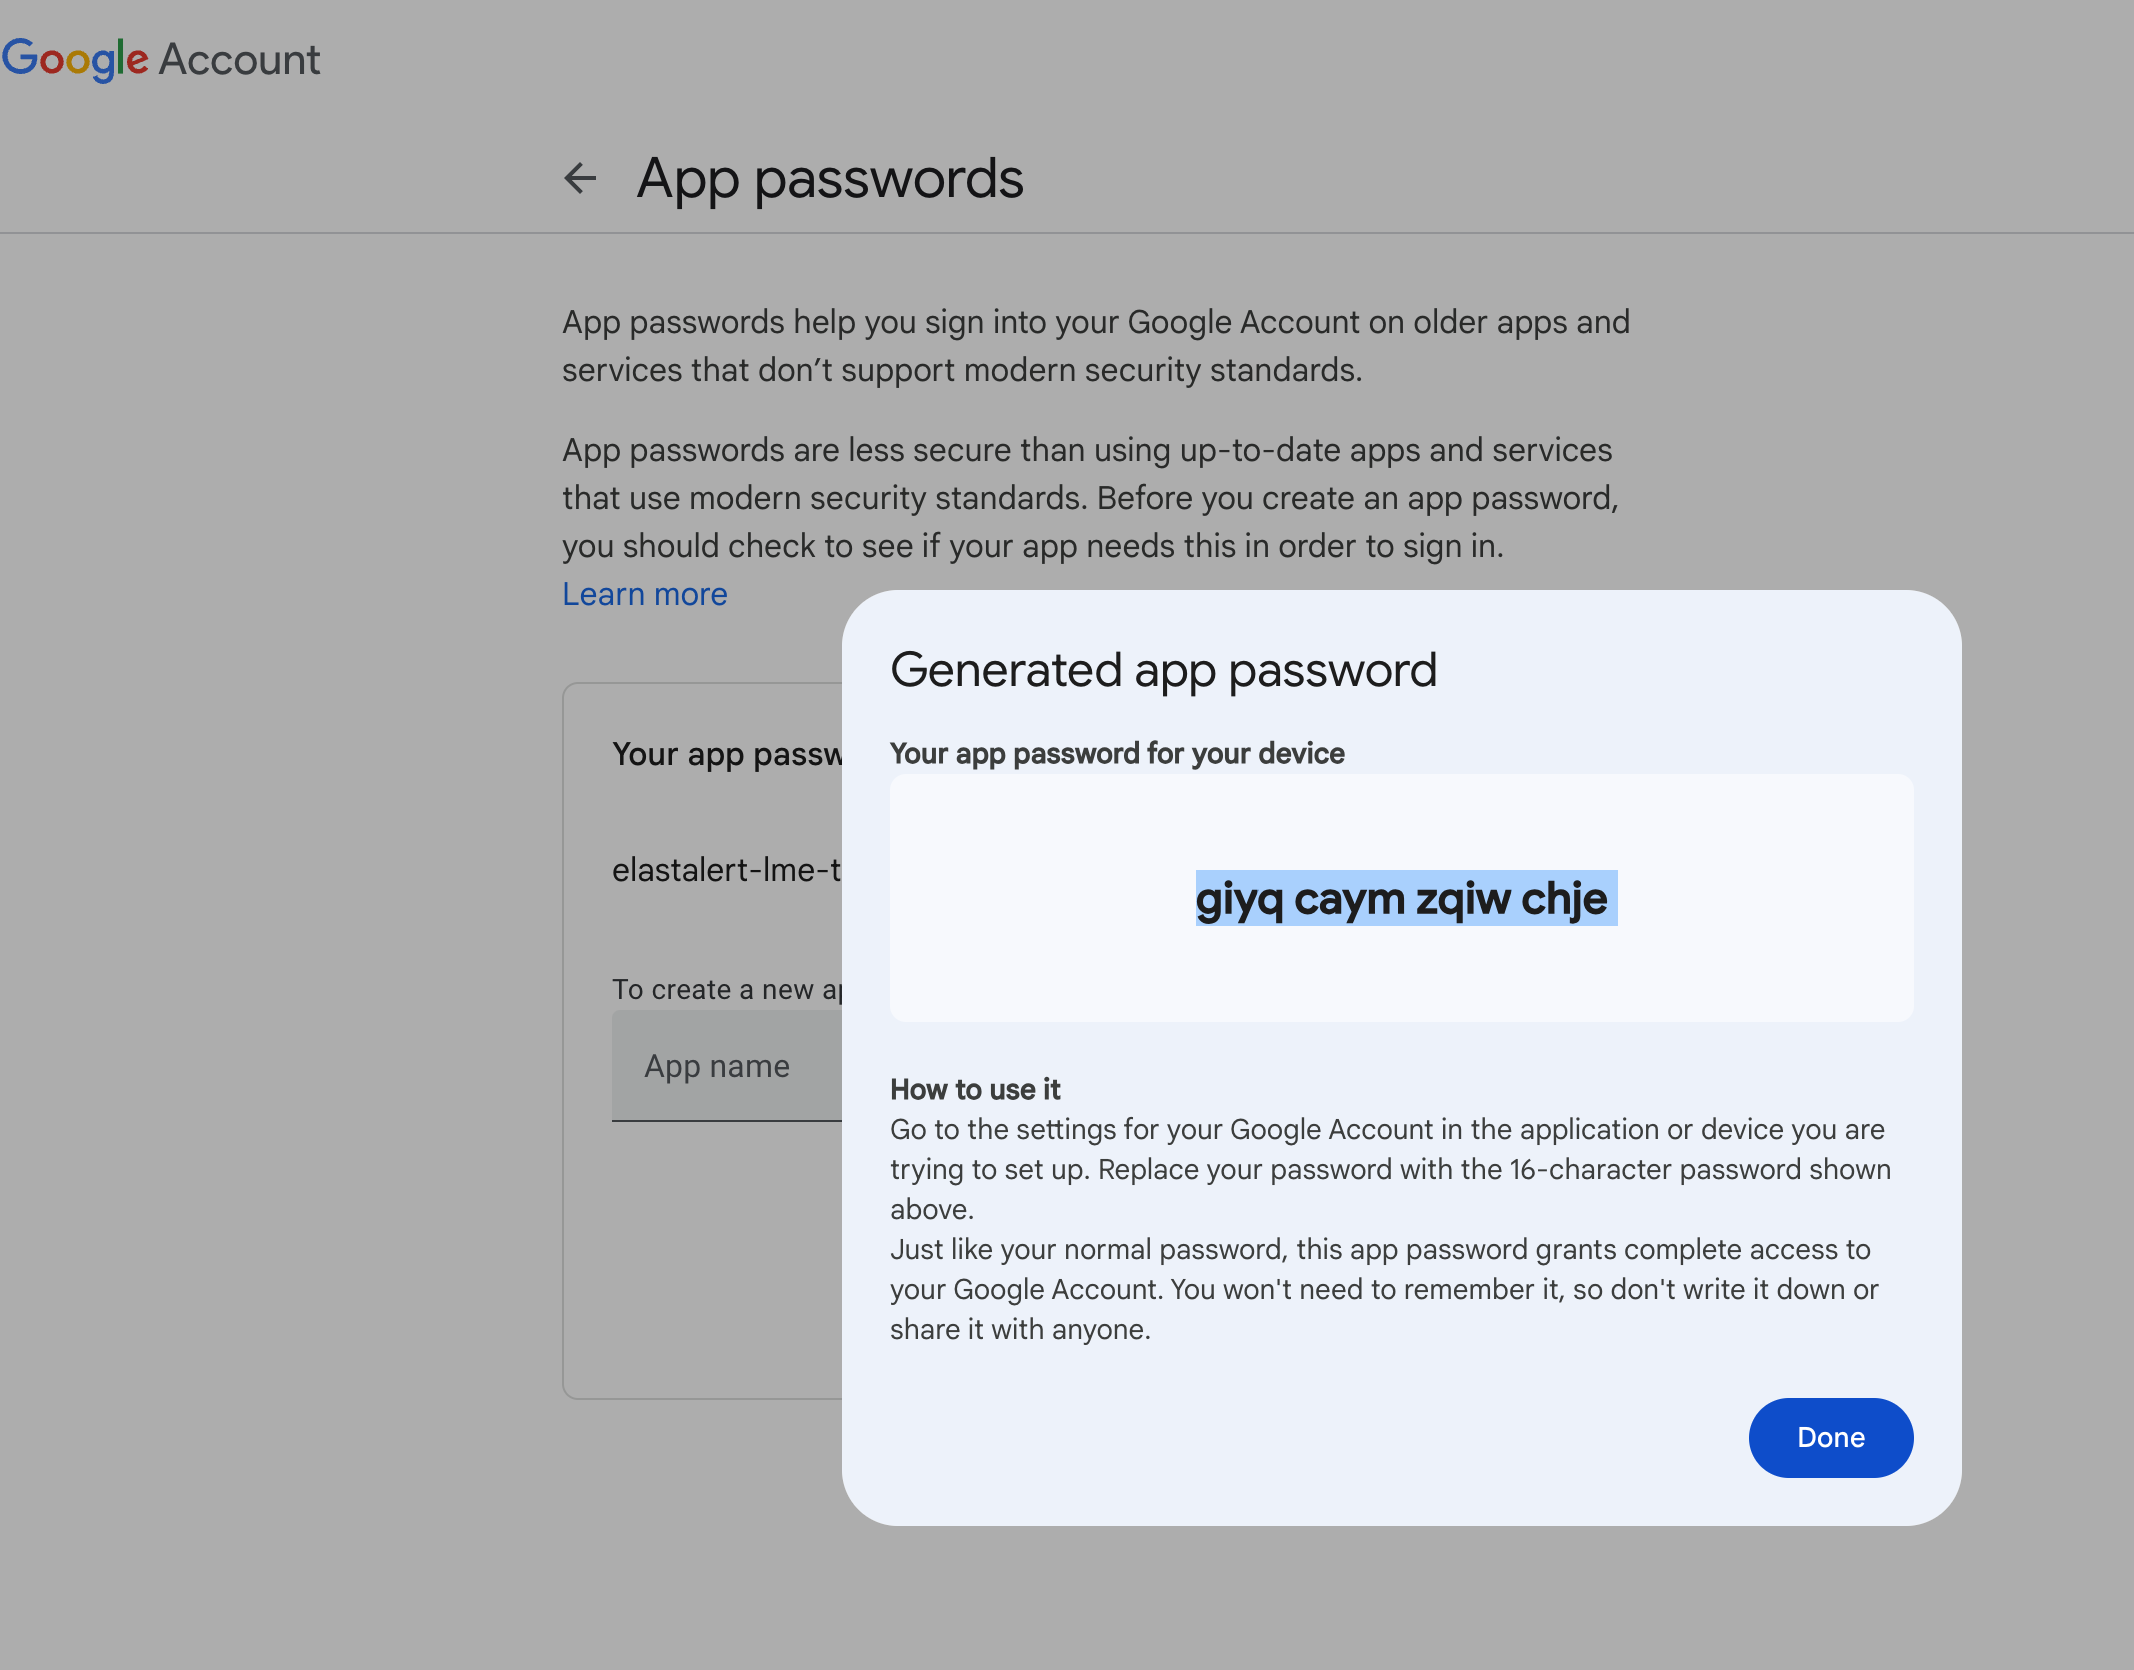 Google Account
App passwords
App passwords help you sign into your Google Account on older apps and
services that don’t support modern security standards.
App passwords are less secure than using up-to-date apps and services
that use modern security standards. Before you create an app password,
you should check to see if your app needs this in order to sign in.
Learn more
Your app passw
elastalert-lme-t
To create a new ap
App name
Generated app password
Your app password for your device
giyq caym zqiw chje
How to use it
Go to the settings for your Google Account in the application or device you are
trying to set up. Replace your password with the 16-character password shown
above.
Just like your normal password, this app password grants complete access to
your Google Account. You won't need to remember it, so don't write it down or
share it with anyone.
Done